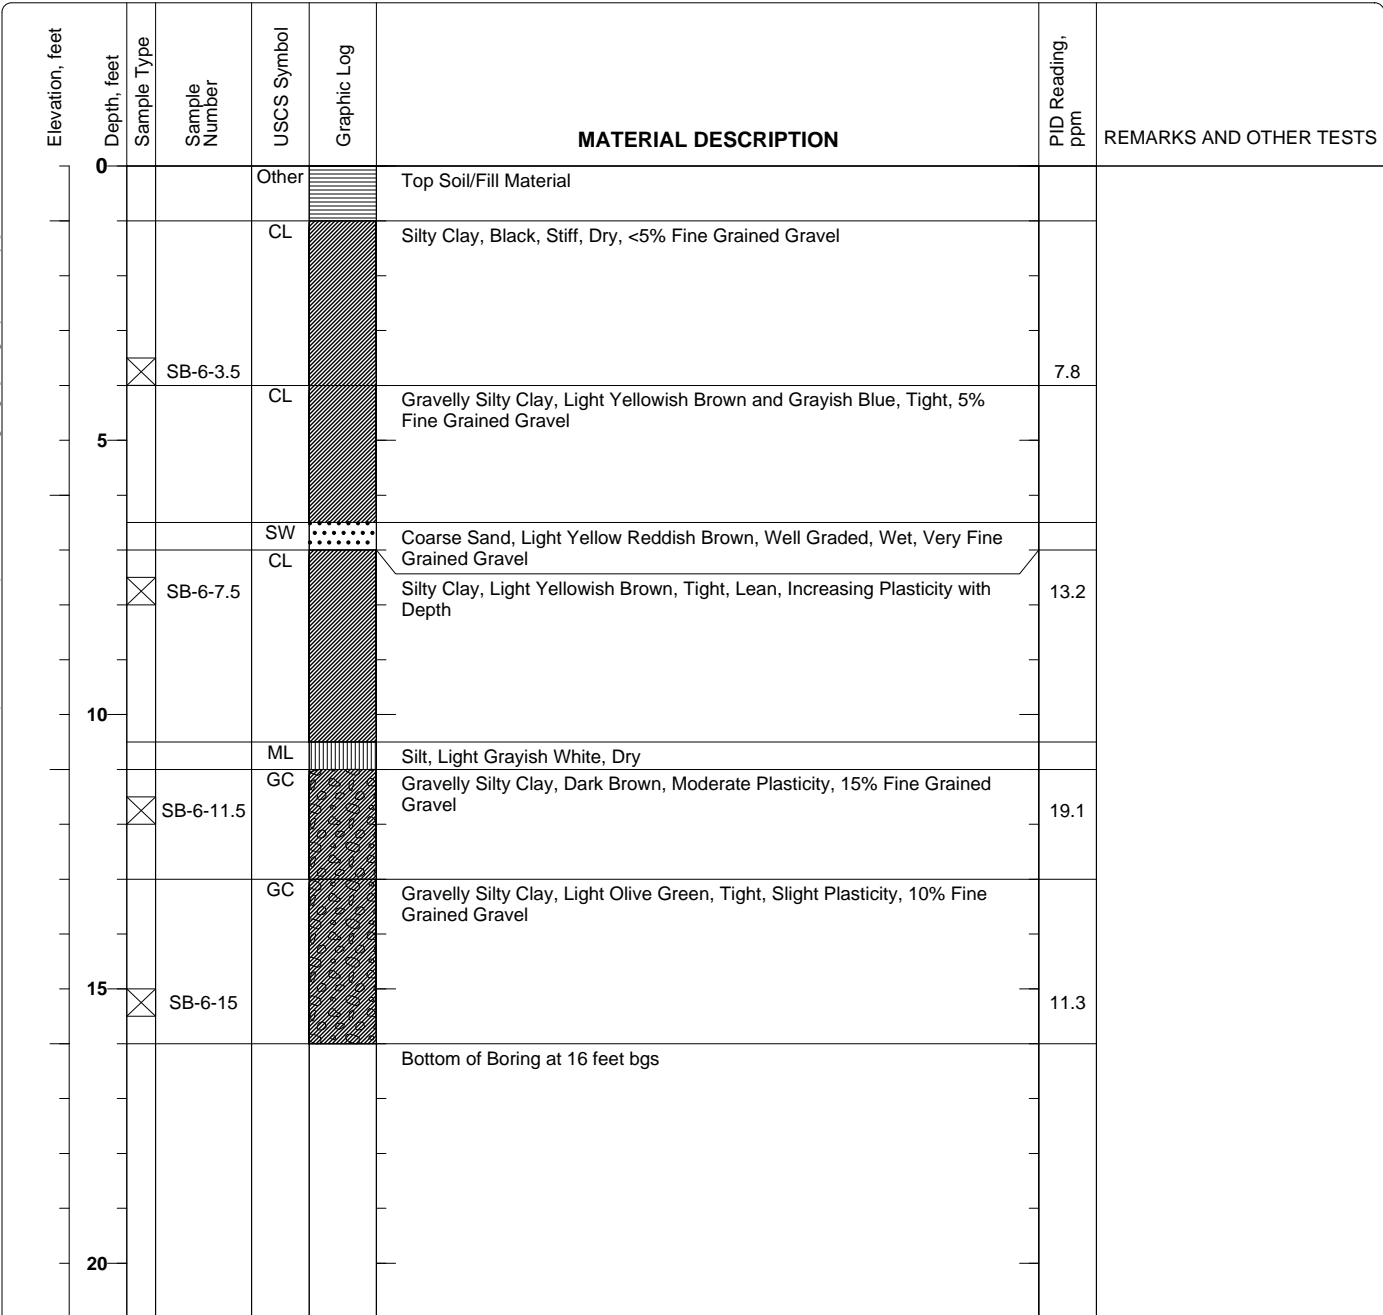 Elevation, feet
Depth, feet
Sample Type
Sample
Number
USCS Symbol
Graphic Log
MATERIAL DESCRIPTION
PID Reading,
ppm
REMARKS AND OTHER TESTS
0
Other
Top Soil/Fill Material
CL
Silty Clay, Black, Stiff, Dry, <5% Fine Grained Gravel
SB-6-3.5
7.8
CL
Gravelly Silty Clay, Light Yellowish Brown and Grayish Blue, Tight, 5%
Fine Grained Gravel
5
SW
Coarse Sand, Light Yellow Reddish Brown, Well Graded, Wet, Very Fine
Grained Gravel
CL
Silty Clay, Light Yellowish Brown, Tight, Lean, Increasing Plasticity with
Depth
SB-6-7.5
13.2
10
ML
Silt, Light Grayish White, Dry
GC
Gravelly Silty Clay, Dark Brown, Moderate Plasticity, 15% Fine Grained
Gravel
SB-6-11.5
19.1
GC
Gravelly Silty Clay, Light Olive Green, Tight, Slight Plasticity, 10% Fine
Grained Gravel
15
SB-6-15
11.3
Bottom of Boring at 16 feet bgs
20